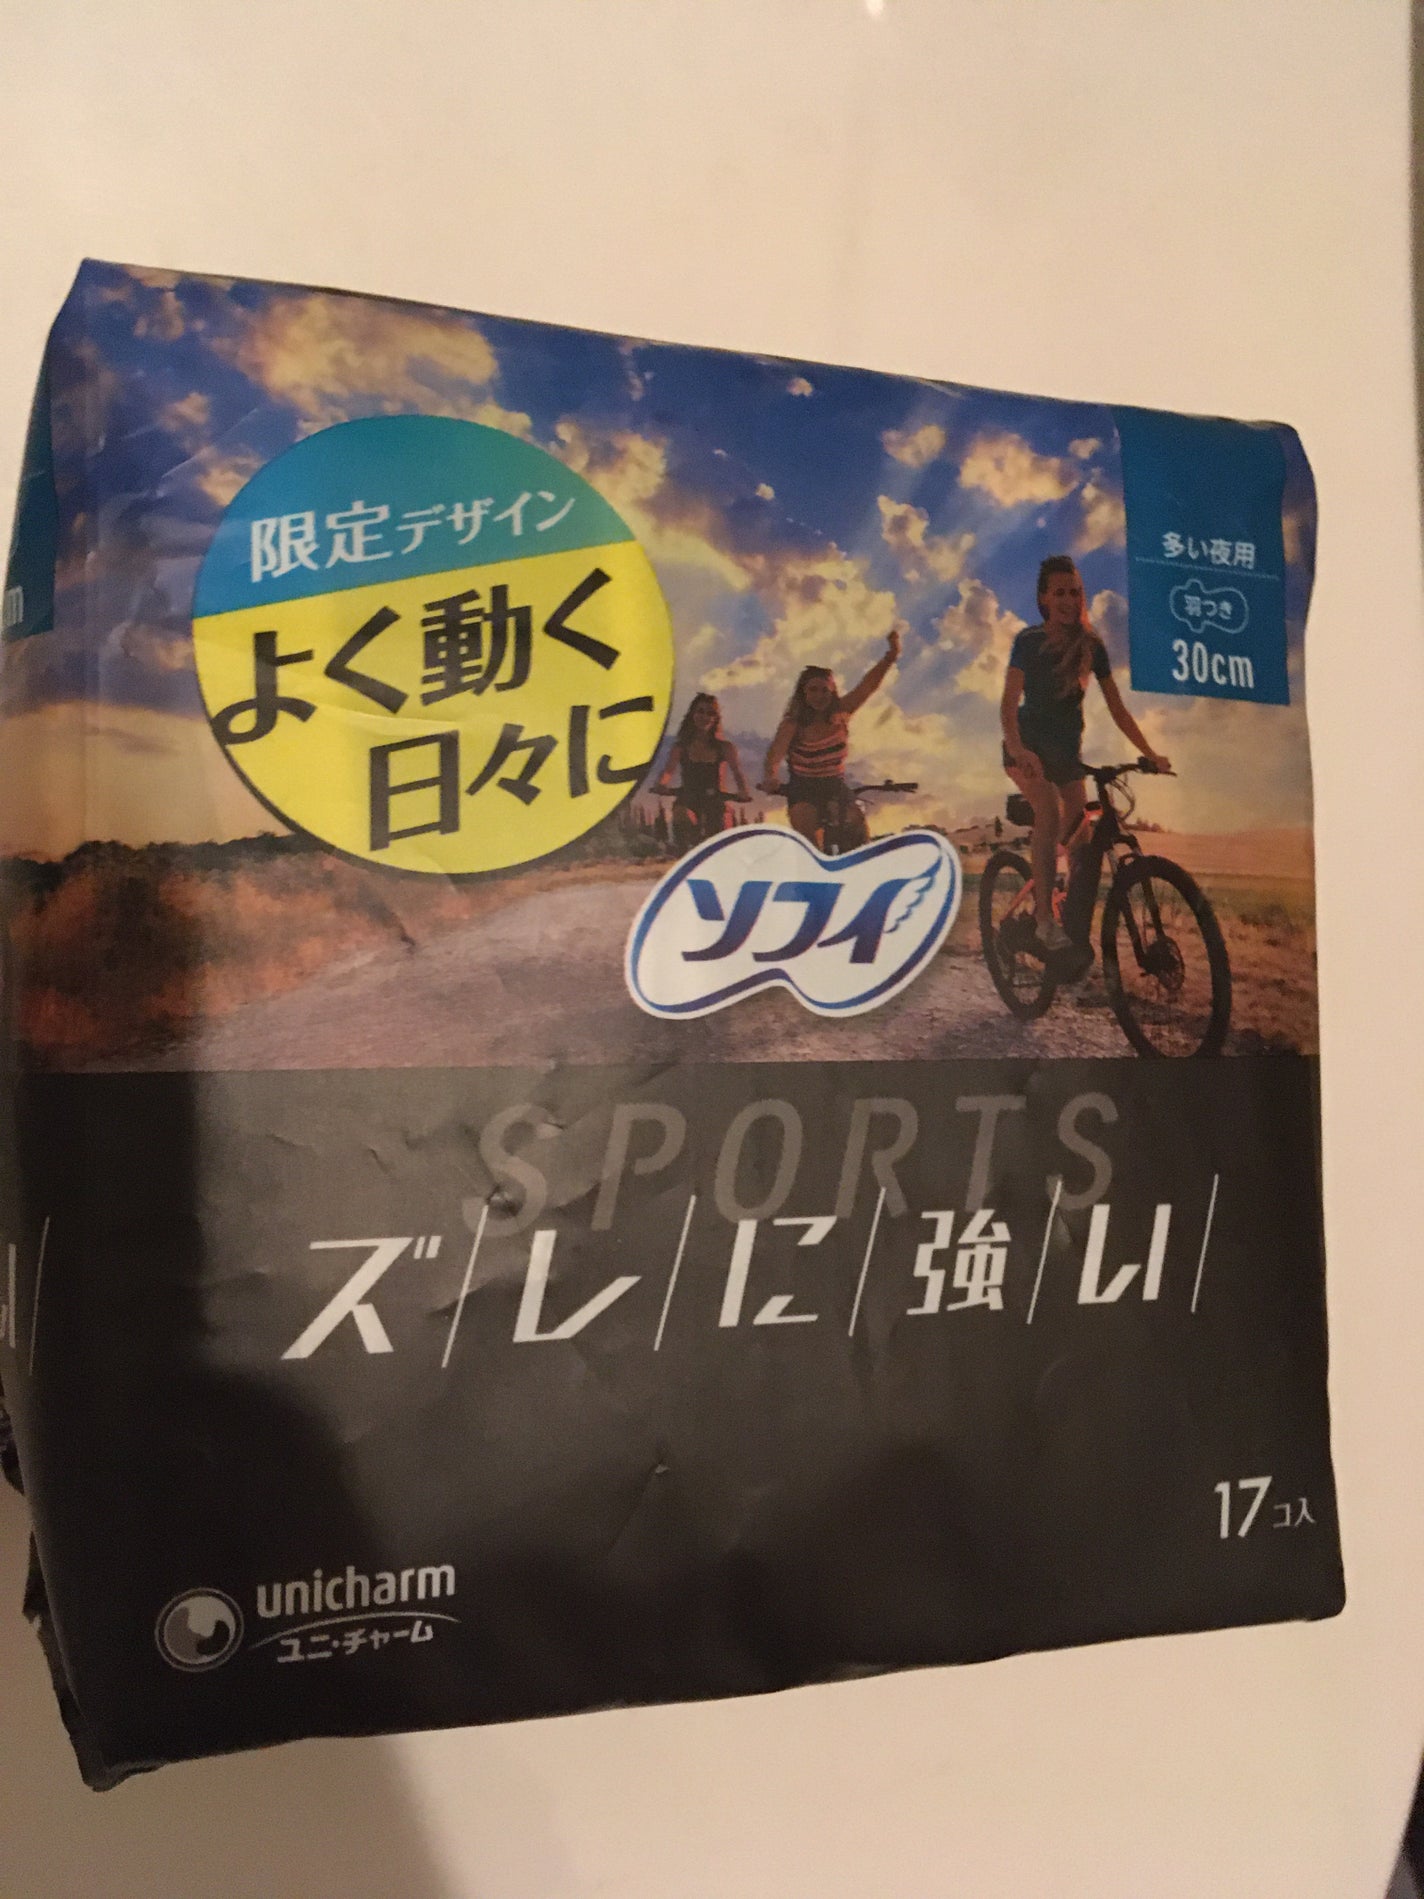 限定デザイン
よく動く
日々に
多い夜用
羽つき
30cm
ソフィ
SPORTS
ズレに強い
17コ入
unicharm
ユニ・チャーム
m